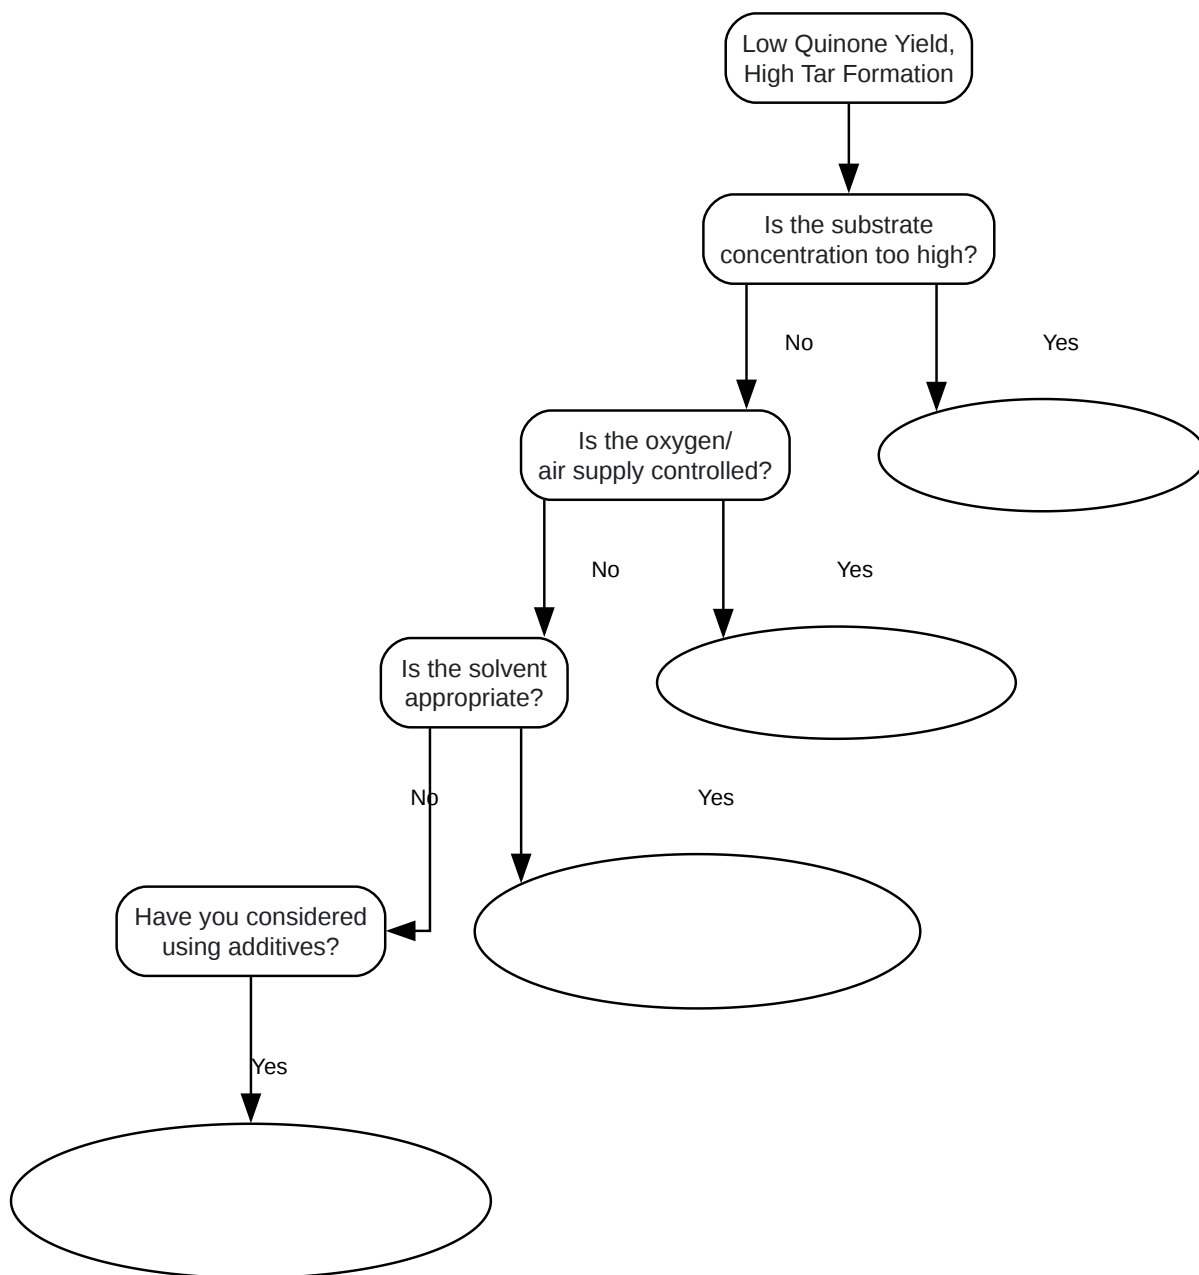 Low Quinone Yield,
High Tar Formation
Is the substrate
concentration too high?
No
Yes
Is the oxygen/
air supply controlled?
No
Yes
Is the solvent
appropriate?
No
Yes
Have you considered
using additives?
Yes